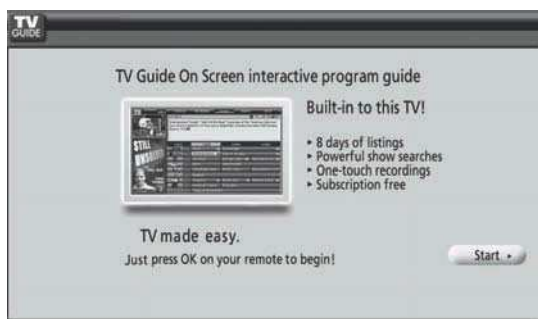 TV
GUIDE
TV Guide On Screen interactive program guide
Built-in to this TV!
▸ 8 days of listings
▸ Powerful show searches
▸ One-touch recordings
▸ Subscription free
STILL
UNSOLVED
TV made easy.
Just press OK on your remote to begin!
Start ▸